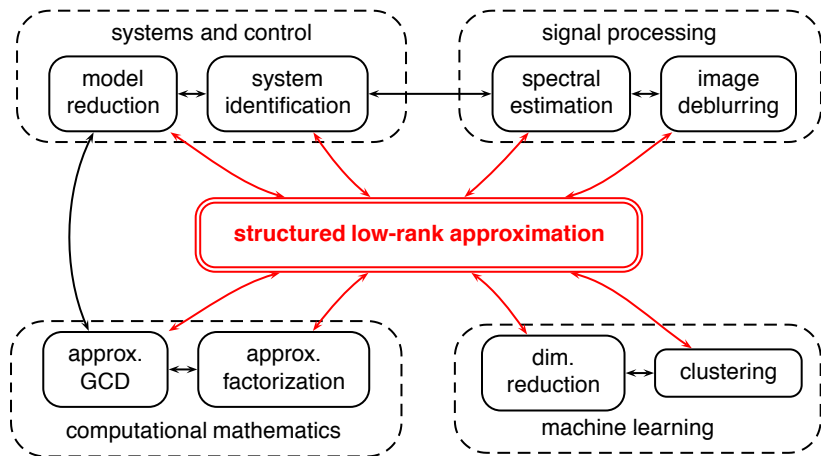 systems and control
signal processing
model
reduction
system
identification
spectral
estimation
image
deblurring
structured low-rank approximation
approx.
GCD
approx.
factorization
dim.
reduction
clustering
computational mathematics
machine learning